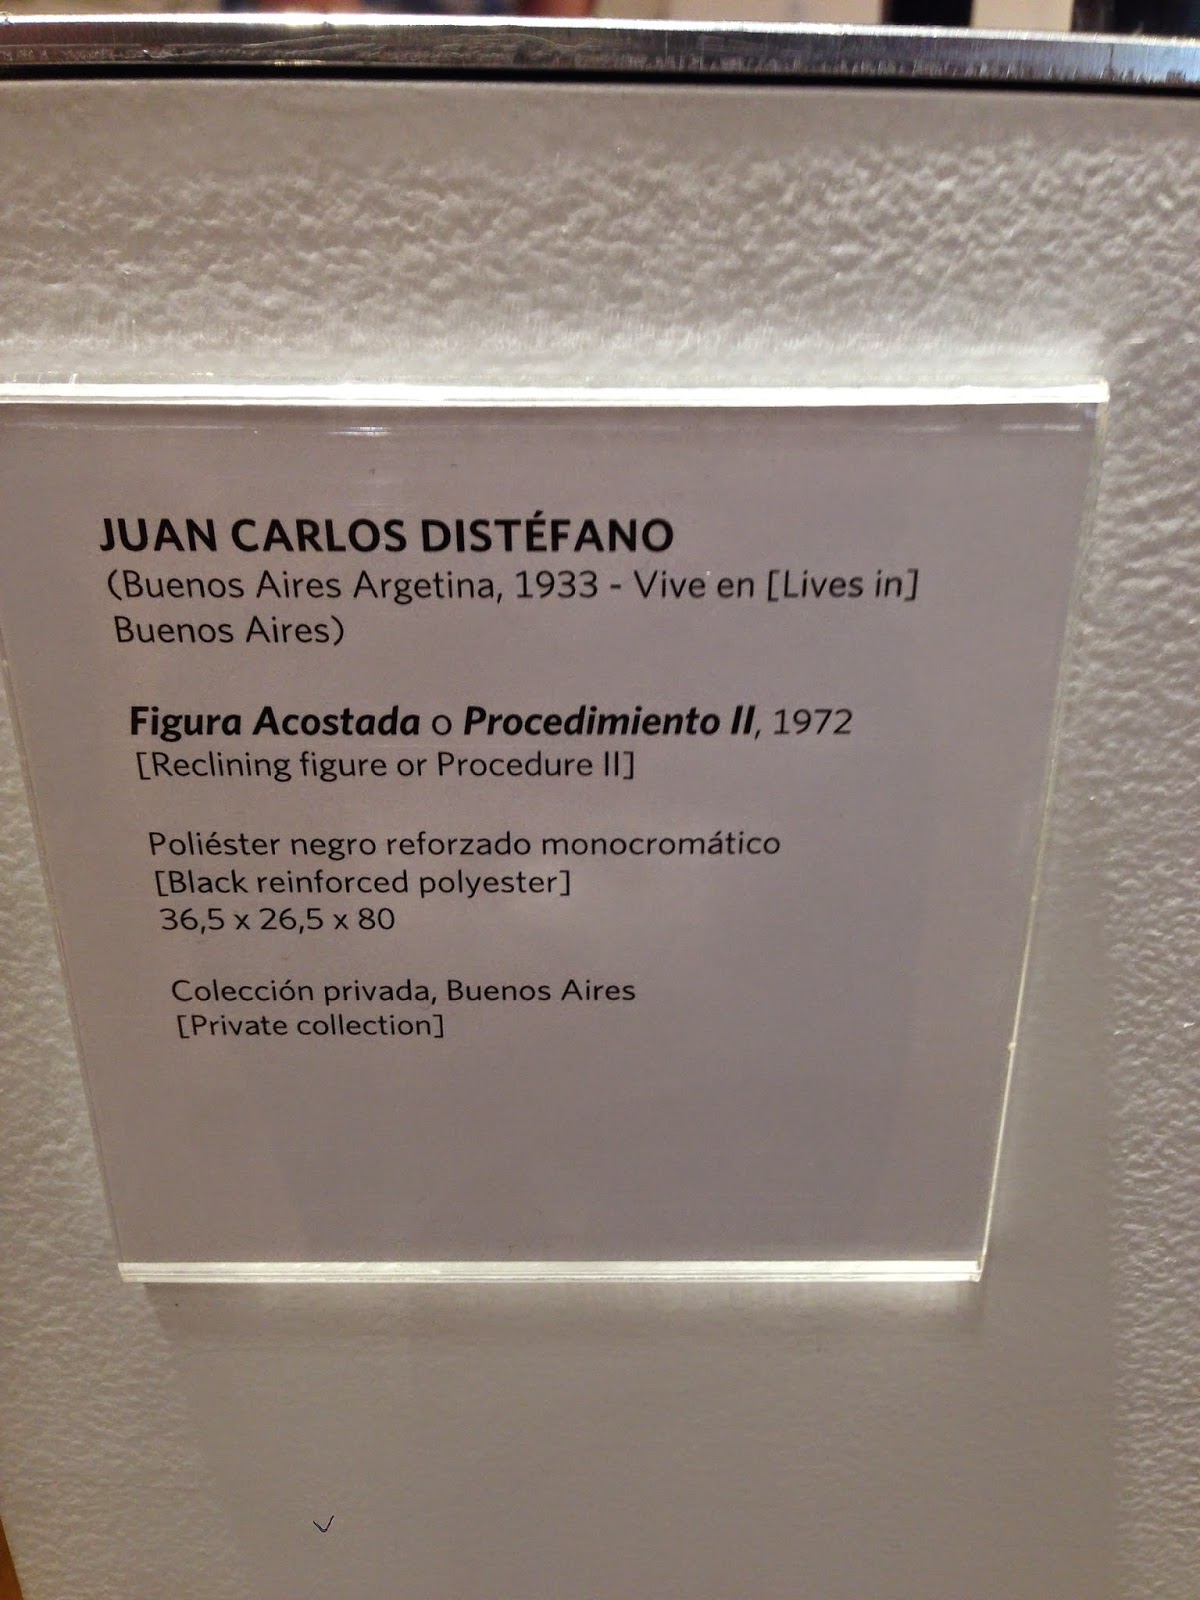 JUAN CARLOS DISTÉFANO
(Buenos Aires Argetina, 1933 - Vive en [Lives in]
Buenos Aires)
Figura Acostada o Procedimiento II, 1972
[Reclining figure or Procedure II]
Poliéster negro reforzado monocromático
[Black reinforced polyester]
36,5 x 26,5 x 80
Colección privada, Buenos Aires
[Private collection]